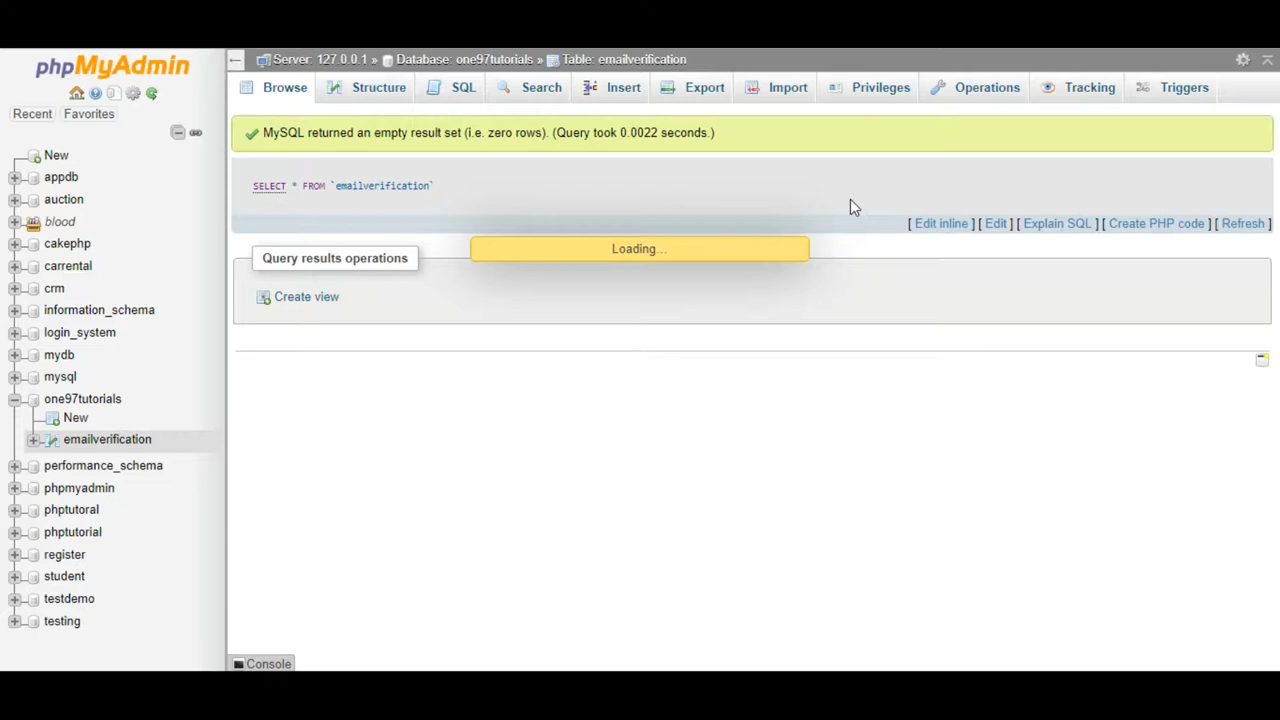 phpMyAdmin
Recent Favorites
New
appdb
auction
blood
cakephp
carrental
crm
information_schema
login_system
mydb
mysql
one97tutorials
New
emailverification
performance_schema
phpmyadmin
phptutoral
phptutorial
register
student
testdemo
testing
Server: 127.0.0.1 » Database: one97tutorials » Table: emailverification
Browse Structure SQL Search Insert Export Import Privileges Operations Tracking Triggers
MySQL returned an empty result set (i.e. zero rows). (Query took 0.0022 seconds.)
SELECT * FROM `emailverification`
[ Edit inline ] [ Edit ] [ Explain SQL ] [ Create PHP code ] [ Refresh ]
Loading...
Query results operations
Create view
Console